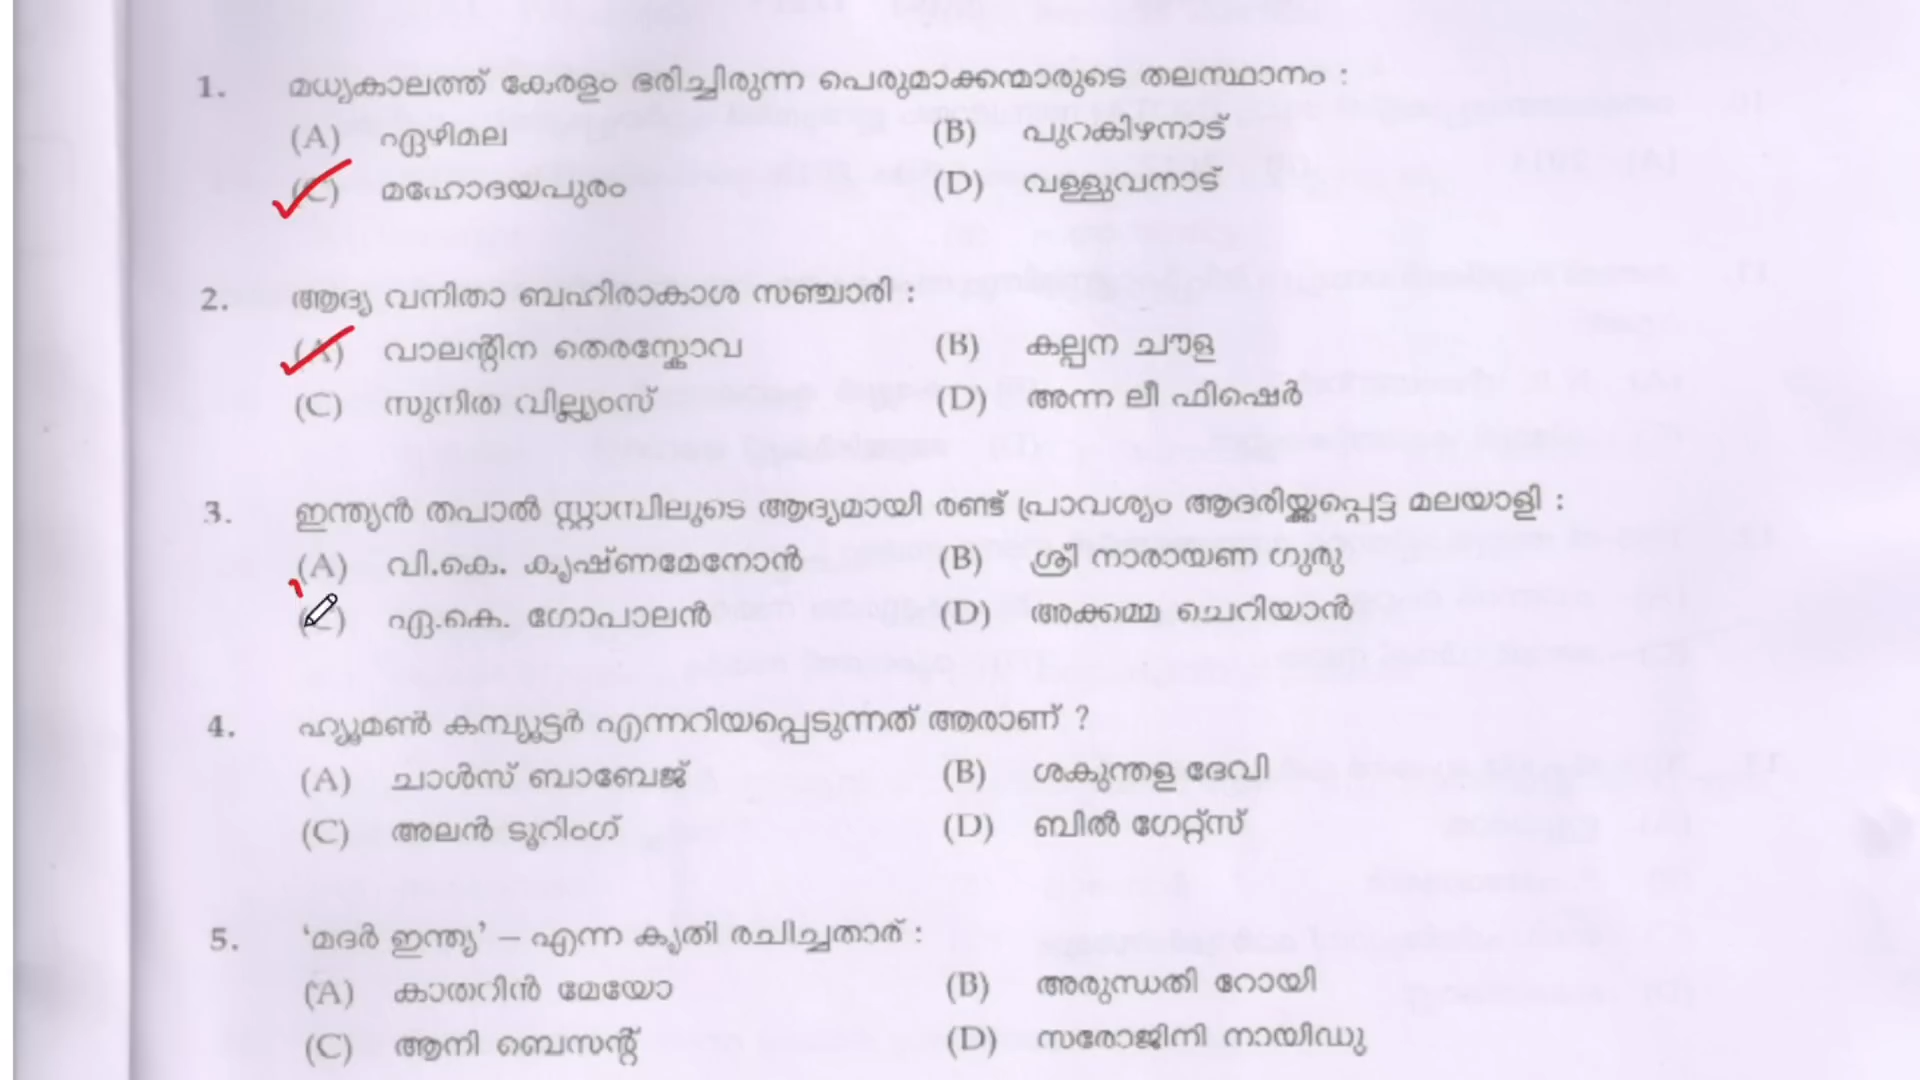 1. മധ്യകാലത്ത് കേരളം ഭരിച്ചിരുന്ന പെരുമാക്കന്മാരുടെ തലസ്ഥാനം :
(A) ഏഴിമല (B) പുറകിഴനാട്
(C) മഹോദയപുരം (D) വള്ളുവനാട്
2. ആദ്യ വനിതാ ബഹിരാകാശ സഞ്ചാരി :
(A) വാലന്റീന തെരസ്കോവ (B) കല്പന ചൗള
(C) സുനിത വില്ല്യംസ് (D) അന്ന ലീ ഫിഷെർ
3. ഇന്ത്യൻ തപാൽ സ്റ്റാമ്പിലൂടെ ആദ്യമായി രണ്ട് പ്രാവശ്യം ആദരിയ്ക്കപ്പെട്ട മലയാളി :
(A) വി.കെ. കൃഷ്ണമേനോൻ (B) ശ്രീ നാരായണ ഗുരു
(C) ഏ.കെ. ഗോപാലൻ (D) അക്കമ്മ ചെറിയാൻ
4. ഹ്യൂമൺ കമ്പ്യൂട്ടർ എന്നറിയപ്പെടുന്നത് ആരാണ് ?
(A) ചാൾസ് ബാബേജ് (B) ശകുന്തള ദേവി
(C) അലൻ ടൂറിംഗ് (D) ബിൽ ഗേറ്റ്സ്
5. ‘മദർ ഇന്ത്യ’ – എന്ന കൃതി രചിച്ചതാര് :
(A) കാതറിൻ മേയോ (B) അരുന്ധതി റോയി
(C) ആനി ബെസന്റ് (D) സരോജിനി നായിഡു